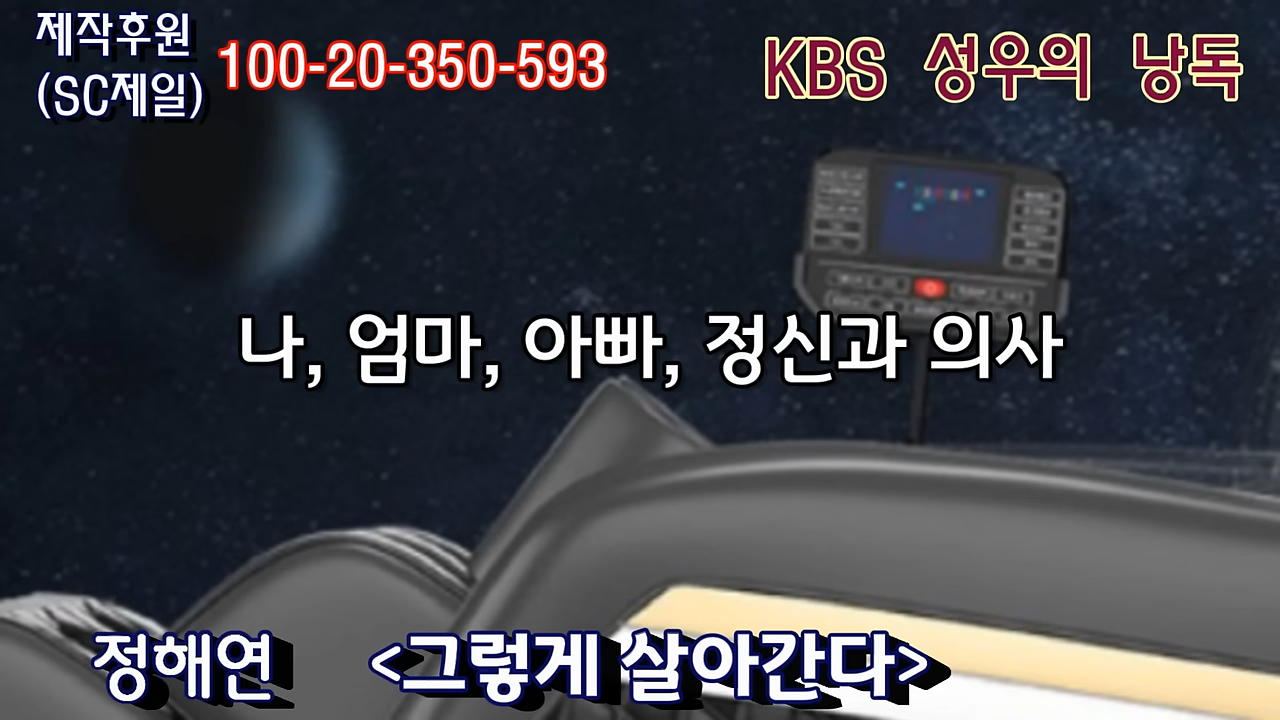 제작후원
(SC제일)
100-20-350-593
KBS 성우의 낭독
나, 엄마, 아빠, 정신과 의사
정해연 <그렇게 살아간다>